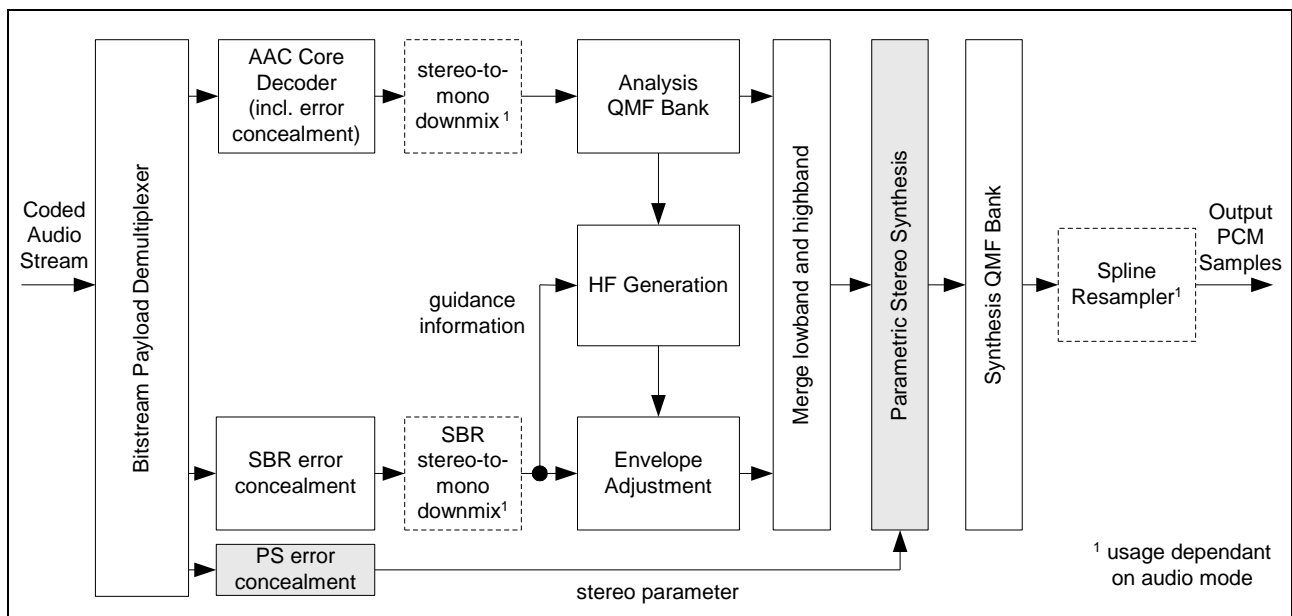 Coded
Audio
Stream
Bitstream Payload Demultiplexer
AAC Core
Decoder
(incl. error
concealment)
stereo-to-
mono
downmix 1
Analysis
QMF Bank
HF Generation
guidance
information
SBR error
concealment
SBR
stereo-to-
mono
downmix1
Envelope
Adjustment
PS error
concealment
stereo parameter
Merge lowband and highband
Parametric Stereo Synthesis
Synthesis QMF Bank
Spline
Resampler1
Output
PCM
Samples
1 usage dependant
on audio mode